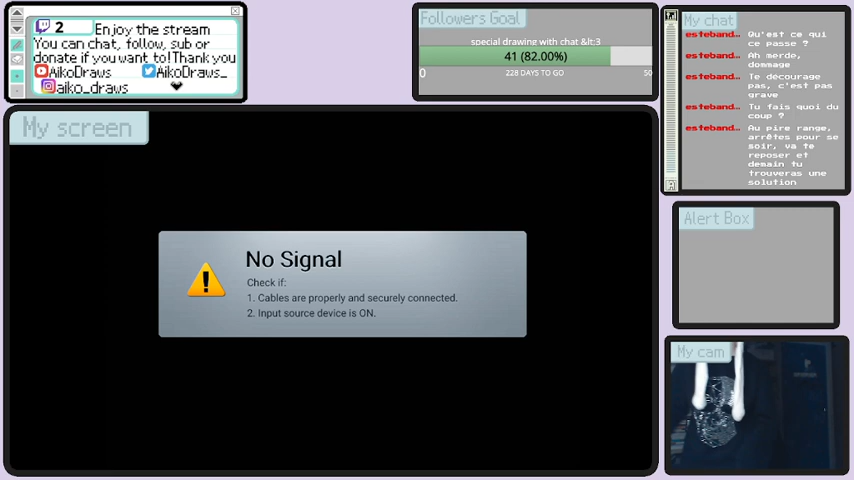 2 Enjoy the stream
You can chat, follow, sub or
donate if you want to!Thank you
AikoDraws AikoDraws_
aiko_draws
Followers Goal
special drawing with chat &lt;3
41 (82.00%)
0 228 DAYS TO GO 50
My chat
esteband… Qu'est ce qui
ce passe ?
esteband… Ah merde,
dommage
esteband… Te décourage
pas, c'est pas
grave
esteband… Tu fais quoi du
coup ?
esteband… Au pire range,
arrêtes pour se
soir, va te
reposer et
demain tu
trouveras une
solution
My screen
No Signal
Check if:
1. Cables are properly and securely connected.
2. Input source device is ON.
Alert Box
My cam